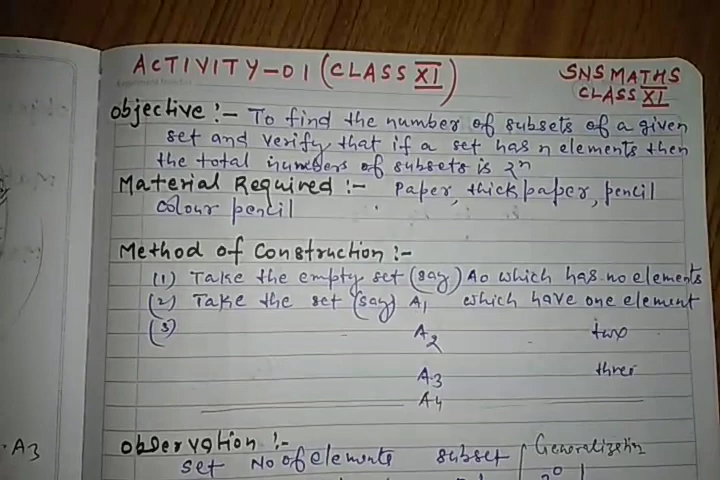 ACTIVITY-01 (CLASS XI)
SNS MATHS
CLASS XI
Objective :- To find the number of subsets of a given
set and verify that if a set has n elements then
the total numbers of subsets is 2ⁿ
Material Required :- Paper, thick paper, pencil
colour pencil
Method of Construction :-
(1) Take the empty set (say) A0 which has no elements
(2) Take the set (say) A1 which have one element
(3) A2 two
A3 three
A4
Observation :-
Generalization
Set No of elements subset
2⁰
. A3